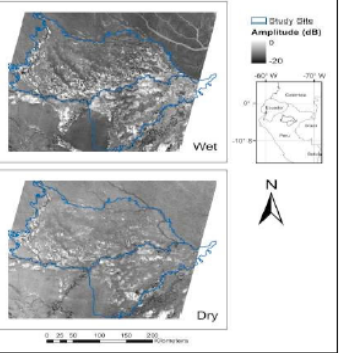 Study Site
Amplitude (dB)
0
-20
-80° W -70° W
Colombia
0°
Ecuador
Brazil
Peru
-10° S
Bolivia
Wet
N
Dry
0 25 50 100 150 200
Kilometers